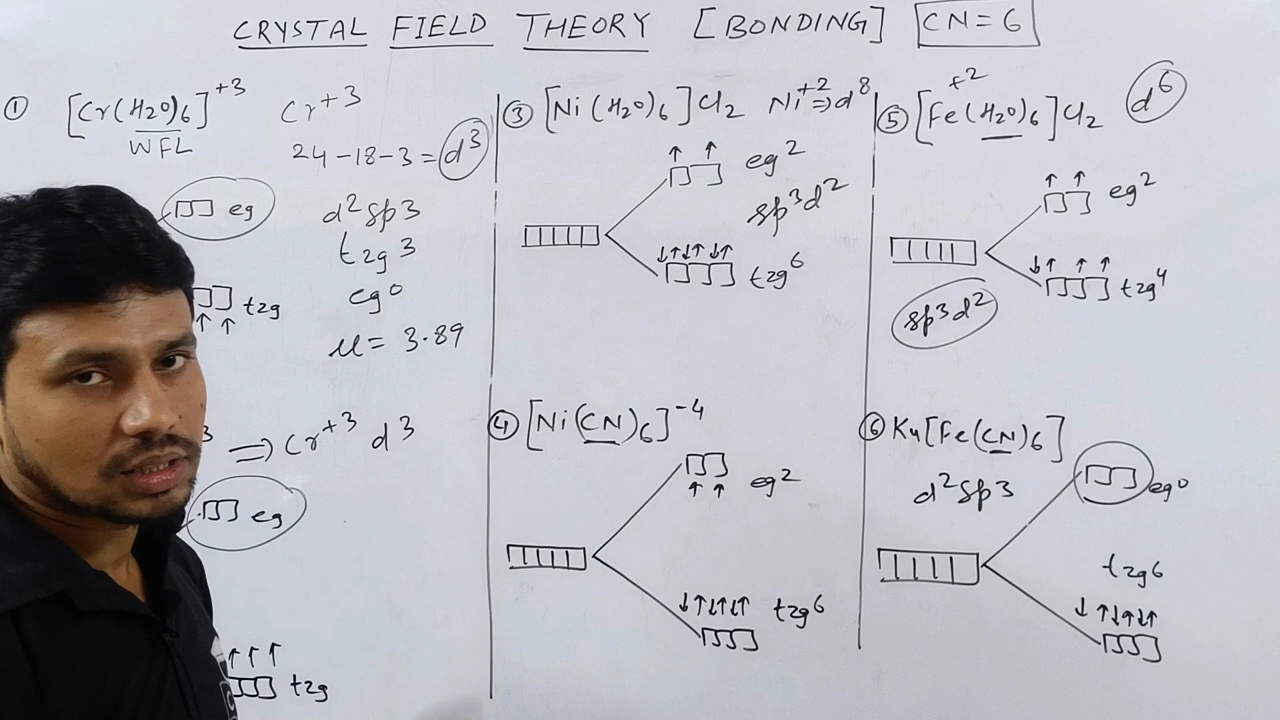 CRYSTAL FIELD THEORY [BONDING] CN=6
① [Cr(H2O)6]+3 Cr+3
WFL
24-18-3=d3
eg
d2sp3
t2g3
t2g
eg0
μ= 3.89
3 ⇒ Cr+3 d3
eg
↑ ↑ ↑
t2g
③ [Ni(H2O)6]Cl2 Ni+2⇒d8
↑ ↑
eg2
sp3d2
↓↑↓↑↓↑
t2g6
④ [Ni(CN)6]-4
↑ ↑
eg2
↓↑↓↑↓↑
t2g6
+2
⑤ [Fe(H2O)6]Cl2 d6
↑ ↑
eg2
↓↑ ↑ ↑
t2g4
sp3d2
⑥ K4[Fe(CN)6]
d2sp3
eg0
t2g6
↓↑↓↑↓↑